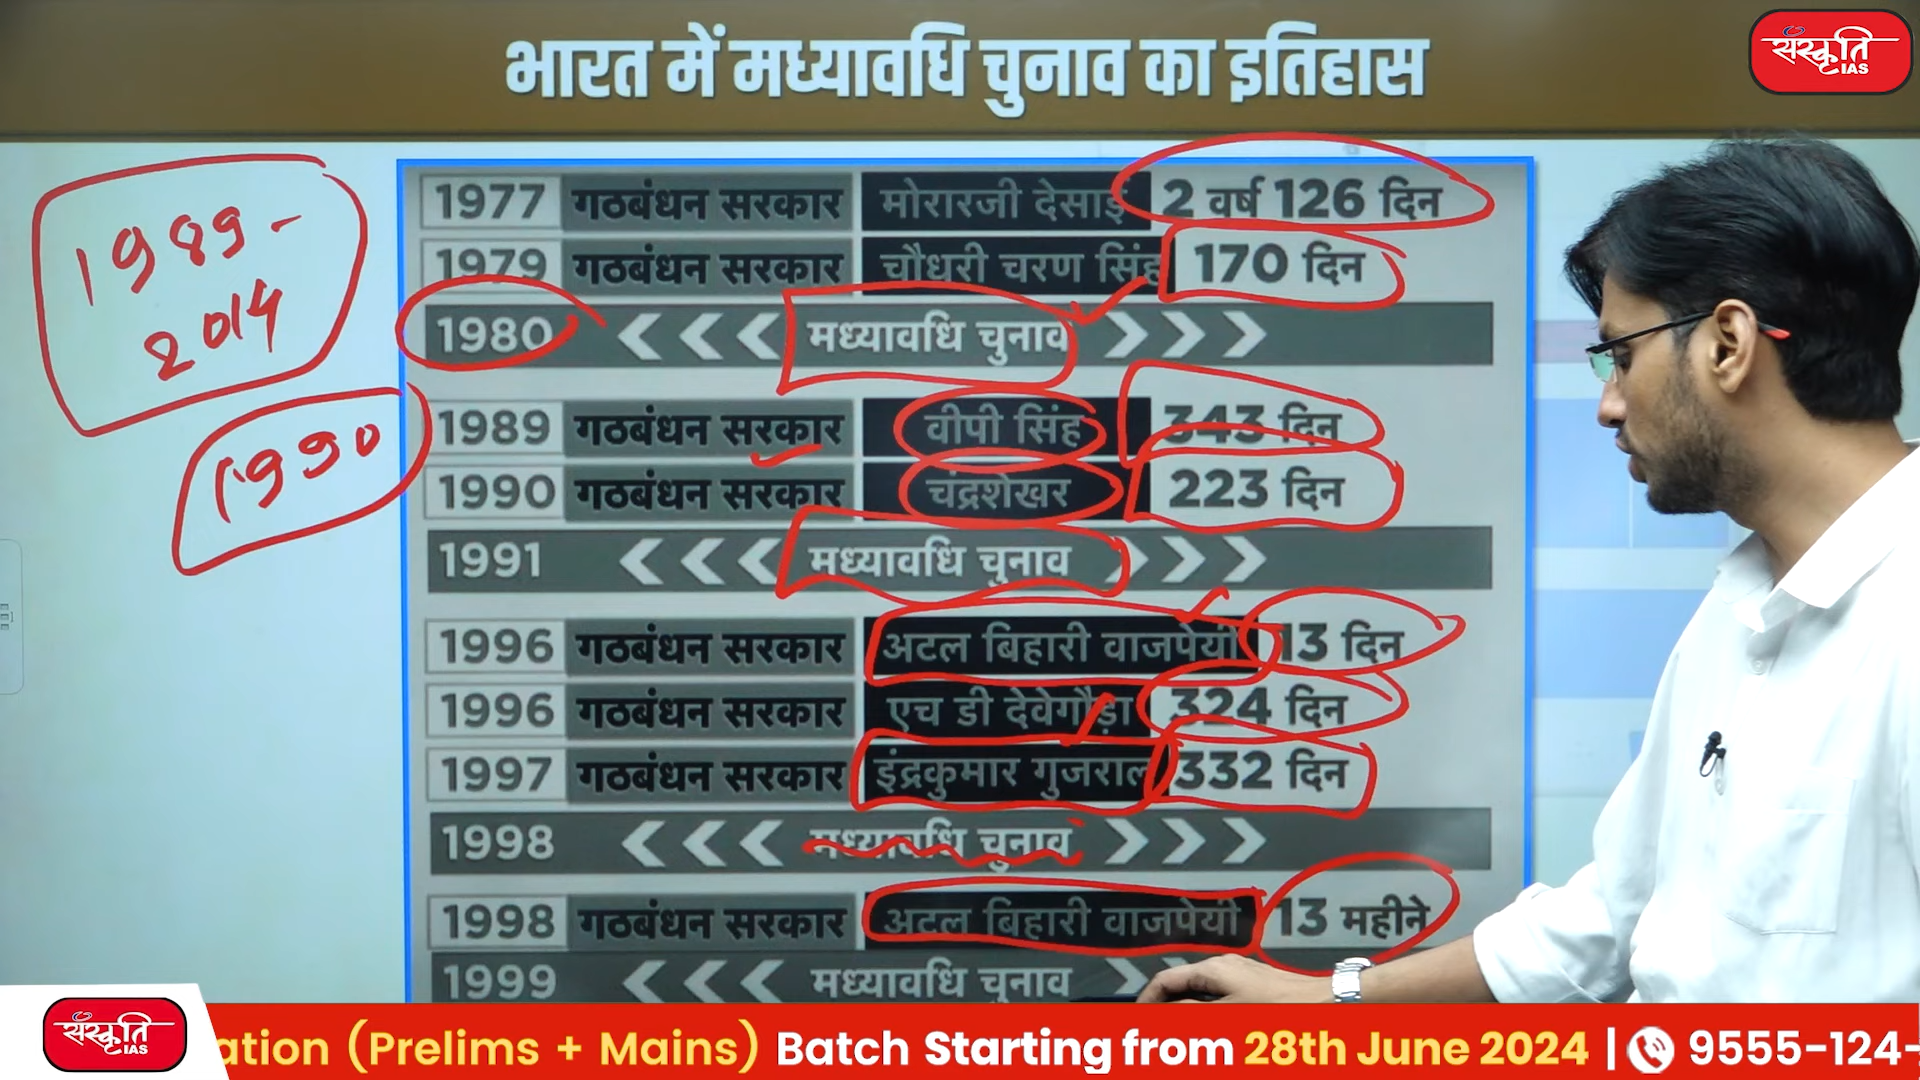 भारत में मध्यावधि चुनाव का इतिहास
संस्कृति
IAS
1989-
2014
1990
1977 गठबंधन सरकार मोरारजी देसाई 2 वर्ष 126 दिन
1979 गठबंधन सरकार चौधरी चरण सिंह 170 दिन
1980 मध्यावधि चुनाव
1989 गठबंधन सरकार वीपी सिंह 343 दिन
1990 गठबंधन सरकार चंद्रशेखर 223 दिन
1991 मध्यावधि चुनाव
1996 गठबंधन सरकार अटल बिहारी वाजपेयी 13 दिन
1996 गठबंधन सरकार एच डी देवेगौड़ा 324 दिन
1997 गठबंधन सरकार इंद्रकुमार गुजराल 332 दिन
1998 मध्यावधि चुनाव
1998 गठबंधन सरकार अटल बिहारी वाजपेयी 13 महीने
1999 मध्यावधि चुनाव
संस्कृति
IAS
ation (Prelims + Mains) Batch Starting from 28th June 2024 | 9555-124-